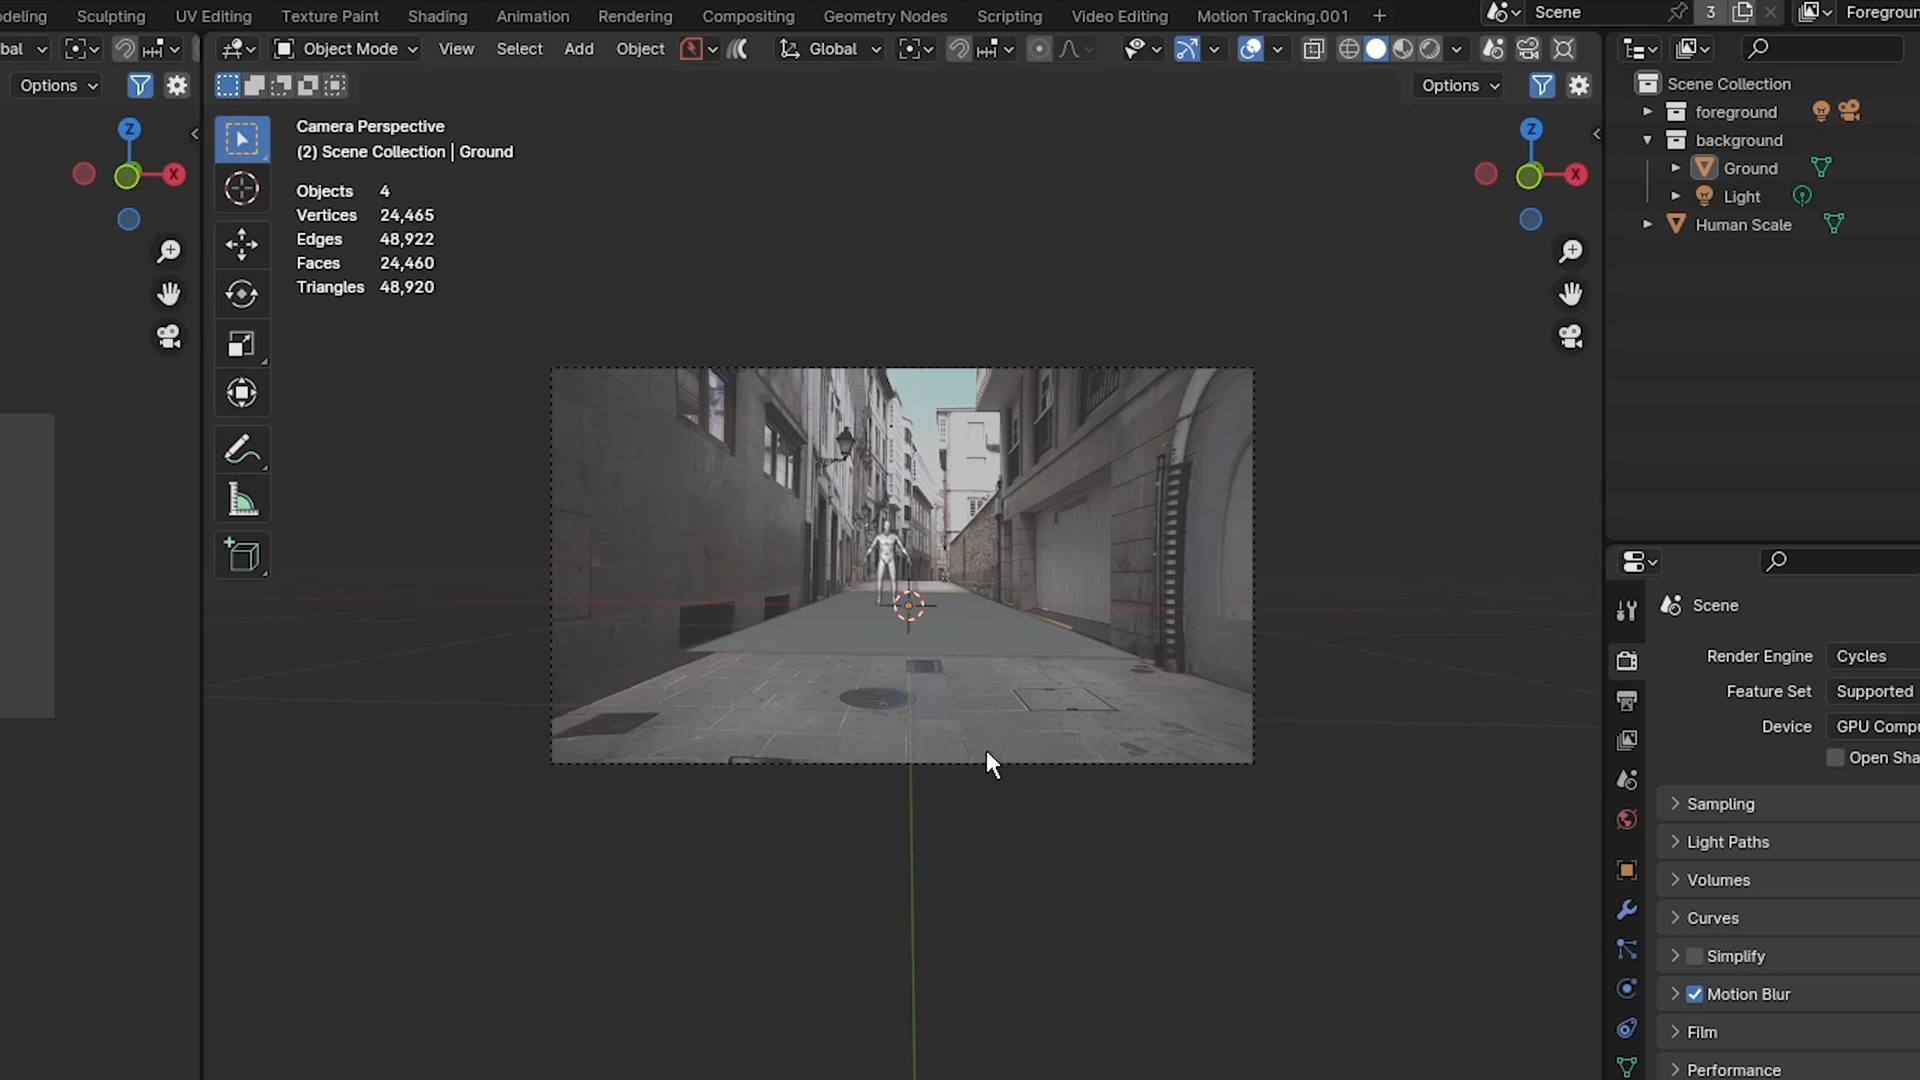 deling Sculpting UV Editing Texture Paint Shading Animation Rendering Compositing Geometry Nodes Scripting Video Editing Motion Tracking.001 + Scene 3 Foregroun
bal Object Mode View Select Add Object Global
Options Options
Z X
Z X
Camera Perspective
(2) Scene Collection | Ground
Objects 4
Vertices 24,465
Edges 48,922
Faces 24,460
Triangles 48,920
Scene Collection
foreground
background
Ground
Light
Human Scale
Scene
Render Engine Cycles
Feature Set Supported
Device GPU Compu
Open Sha
Sampling
Light Paths
Volumes
Curves
Simplify
Motion Blur
Film
Performance